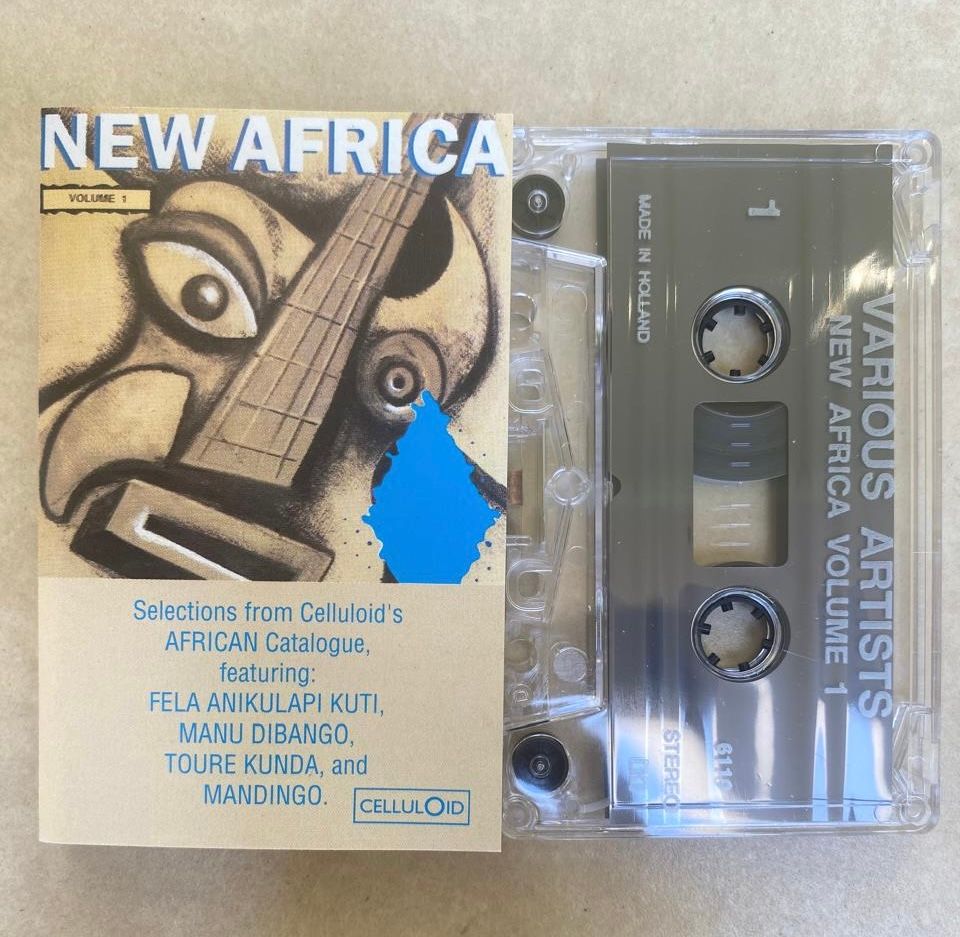 NEW AFRICA
VOLUME 1
Selections from Celluloid's
AFRICAN Catalogue,
featuring:
FELA ANIKULAPI KUTI,
MANU DIBANGO,
TOURE KUNDA, and
MANDINGO.
CELLULOID
1
MADE IN HOLLAND
VARIOUS ARTISTS
NEW AFRICA VOLUME 1
STEREO